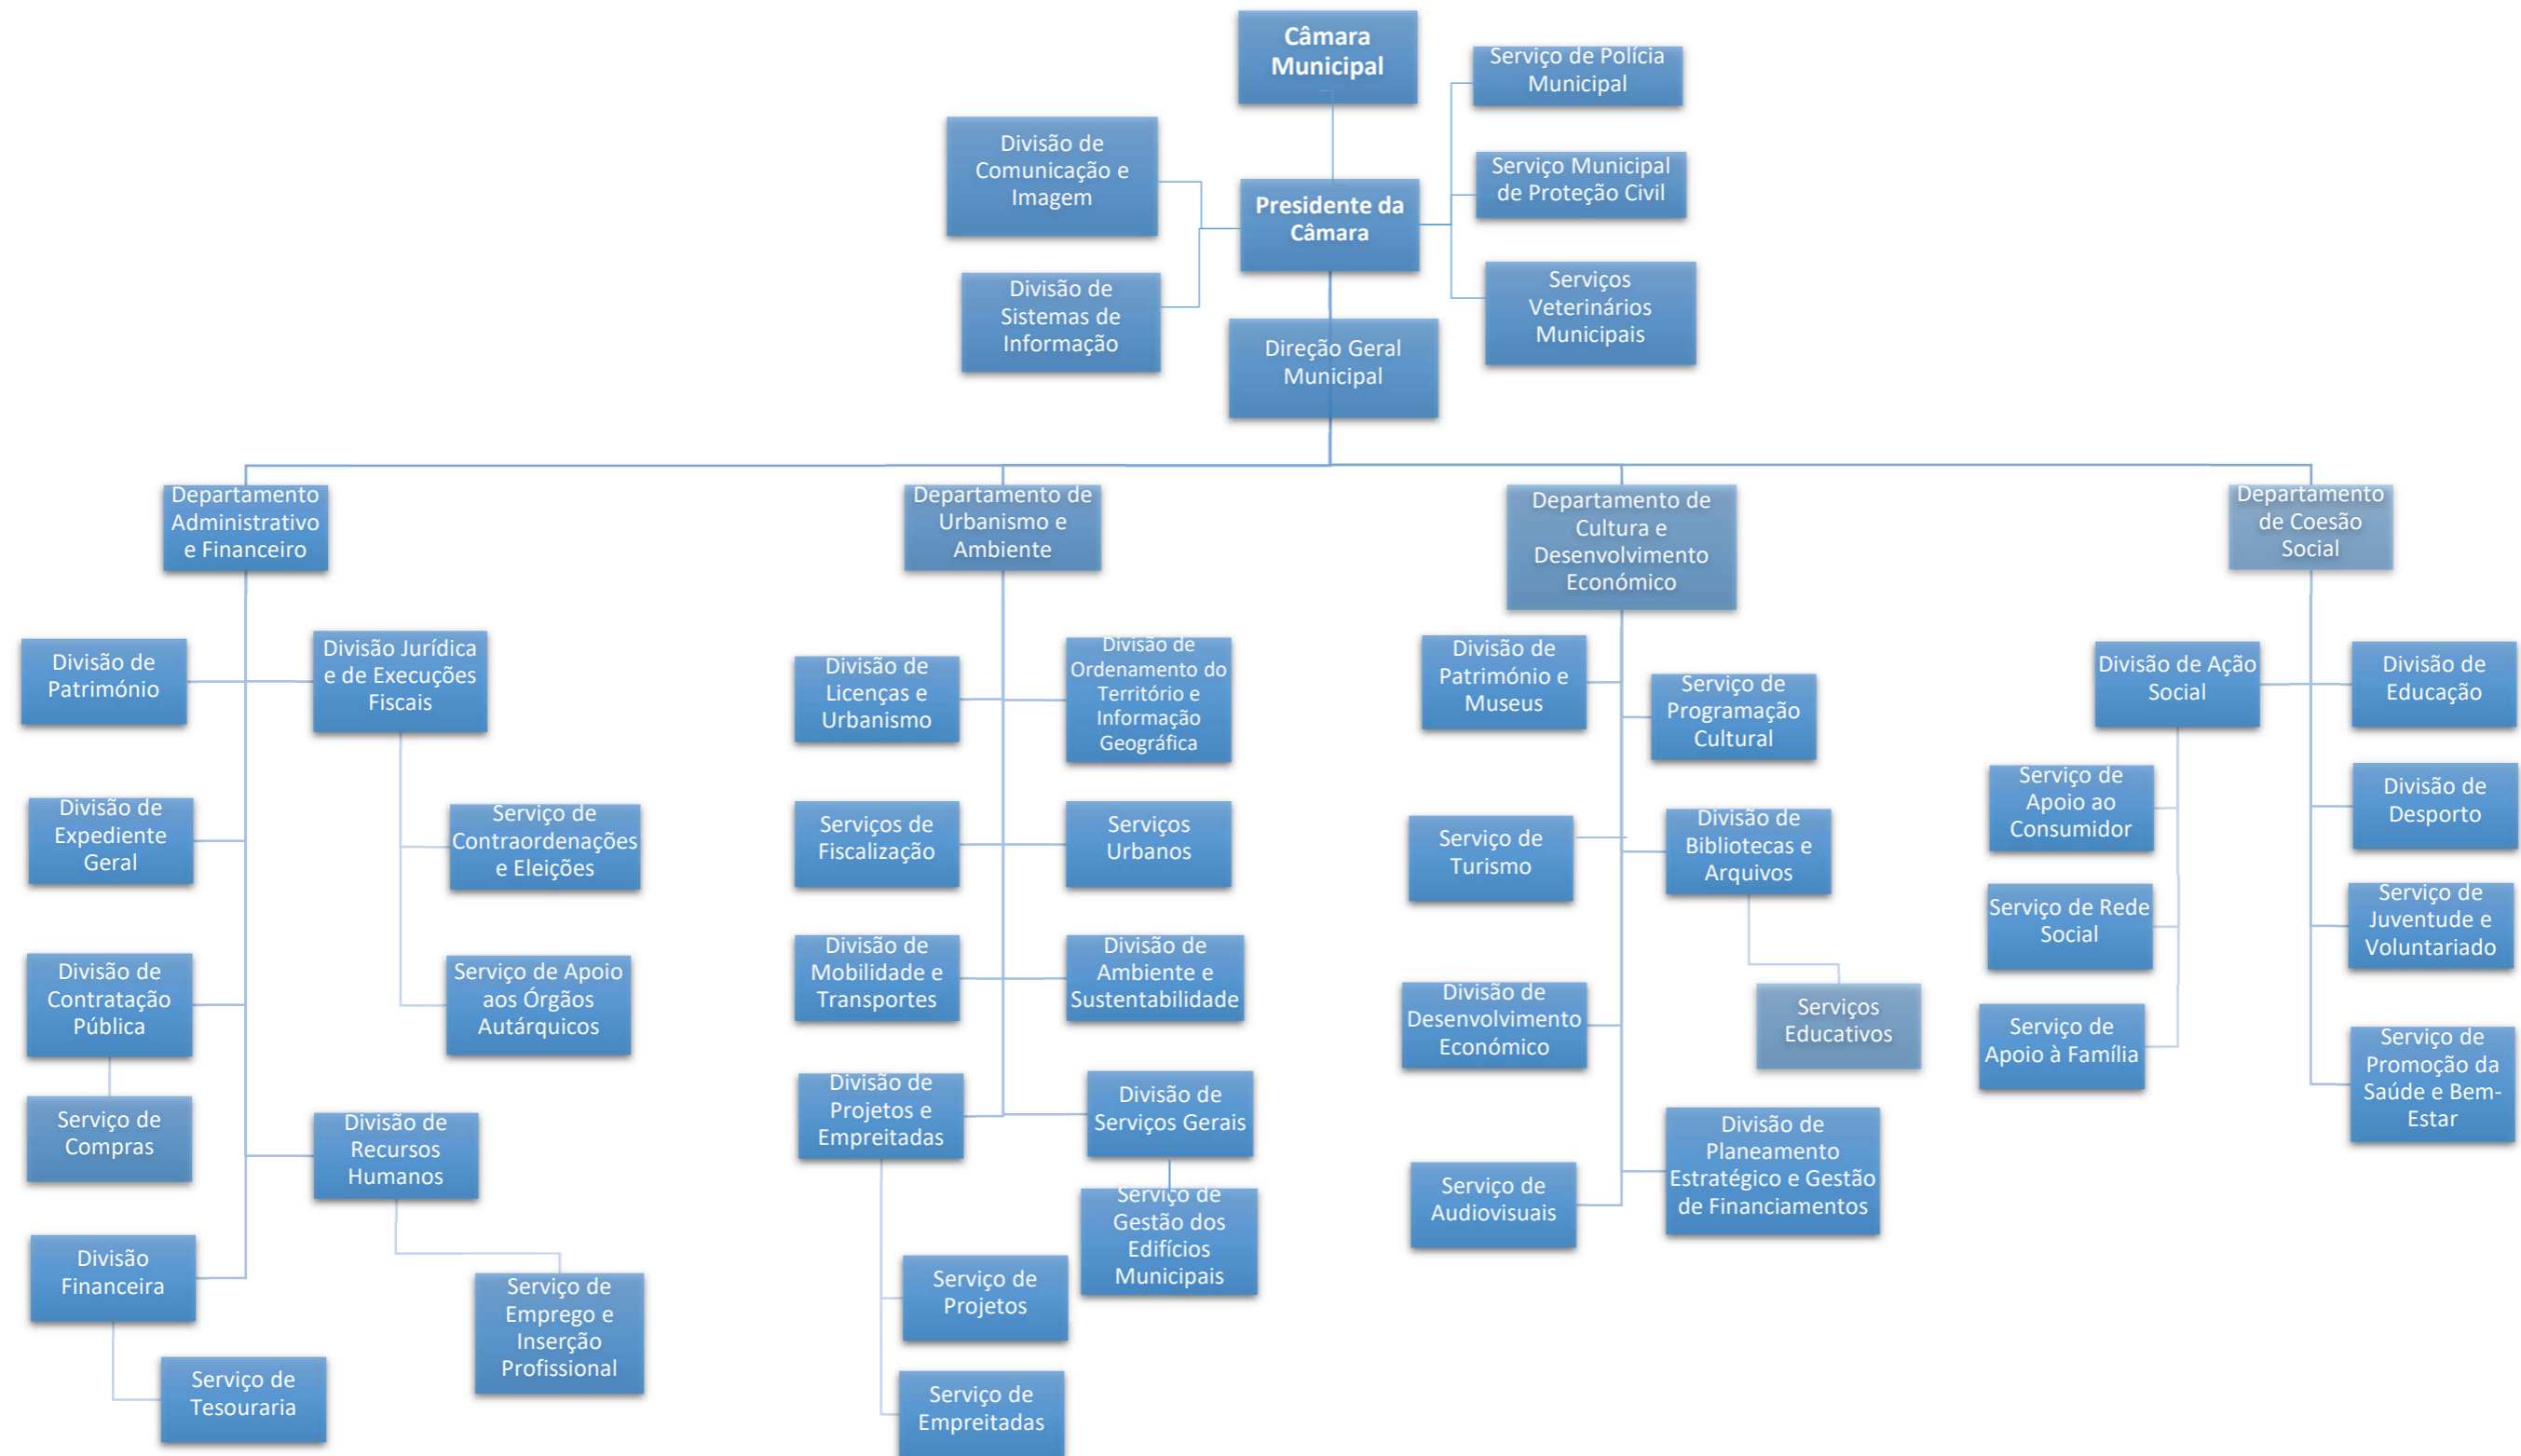 Câmara
Municipal
Serviço de Polícia
Municipal
Divisão de
Comunicação e
Imagem
Serviço Municipal
de Proteção Civil
Presidente da
Câmara
Divisão de
Sistemas de
Informação
Serviços
Veterinários
Municipais
Direção Geral
Municipal
Departamento
Administrativo
e Financeiro
Divisão de
Património
Divisão Jurídica
e de Execuções
Fiscais
Divisão de
Expediente
Geral
Serviço de
Contraordenações
e Eleições
Divisão de
Contratação
Pública
Serviço de Apoio
aos Órgãos
Autárquicos
Serviço de
Compras
Divisão de
Recursos
Humanos
Divisão
Financeira
Serviço de
Emprego e
Inserção
Profissional
Serviço de
Tesouraria
Departamento de
Urbanismo e
Ambiente
Divisão de
Licenças e
Urbanismo
Divisão de
Ordenamento do
Território e
Informação
Geográfica
Serviços de
Fiscalização
Serviços
Urbanos
Divisão de
Mobilidade e
Transportes
Divisão de
Ambiente e
Sustentabilidade
Divisão de
Projetos e
Empreitadas
Divisão de
Serviços Gerais
Serviço de
Gestão dos
Edifícios
Municipais
Serviço de
Projetos
Serviço de
Empreitadas
Departamento de
Cultura e
Desenvolvimento
Económico
Divisão de
Património e
Museus
Serviço de
Programação
Cultural
Serviço de
Turismo
Divisão de
Bibliotecas e
Arquivos
Divisão de
Desenvolvimento
Económico
Serviços
Educativos
Serviço de
Audiovisuais
Divisão de
Planeamento
Estratégico e Gestão
de Financiamentos
Departamento
de Coesão
Social
Divisão de Ação
Social
Divisão de
Educação
Serviço de
Apoio ao
Consumidor
Divisão de
Desporto
Serviço de Rede
Social
Serviço de
Juventude e
Voluntariado
Serviço de
Apoio à Família
Serviço de
Promoção da
Saúde e Bem-
Estar